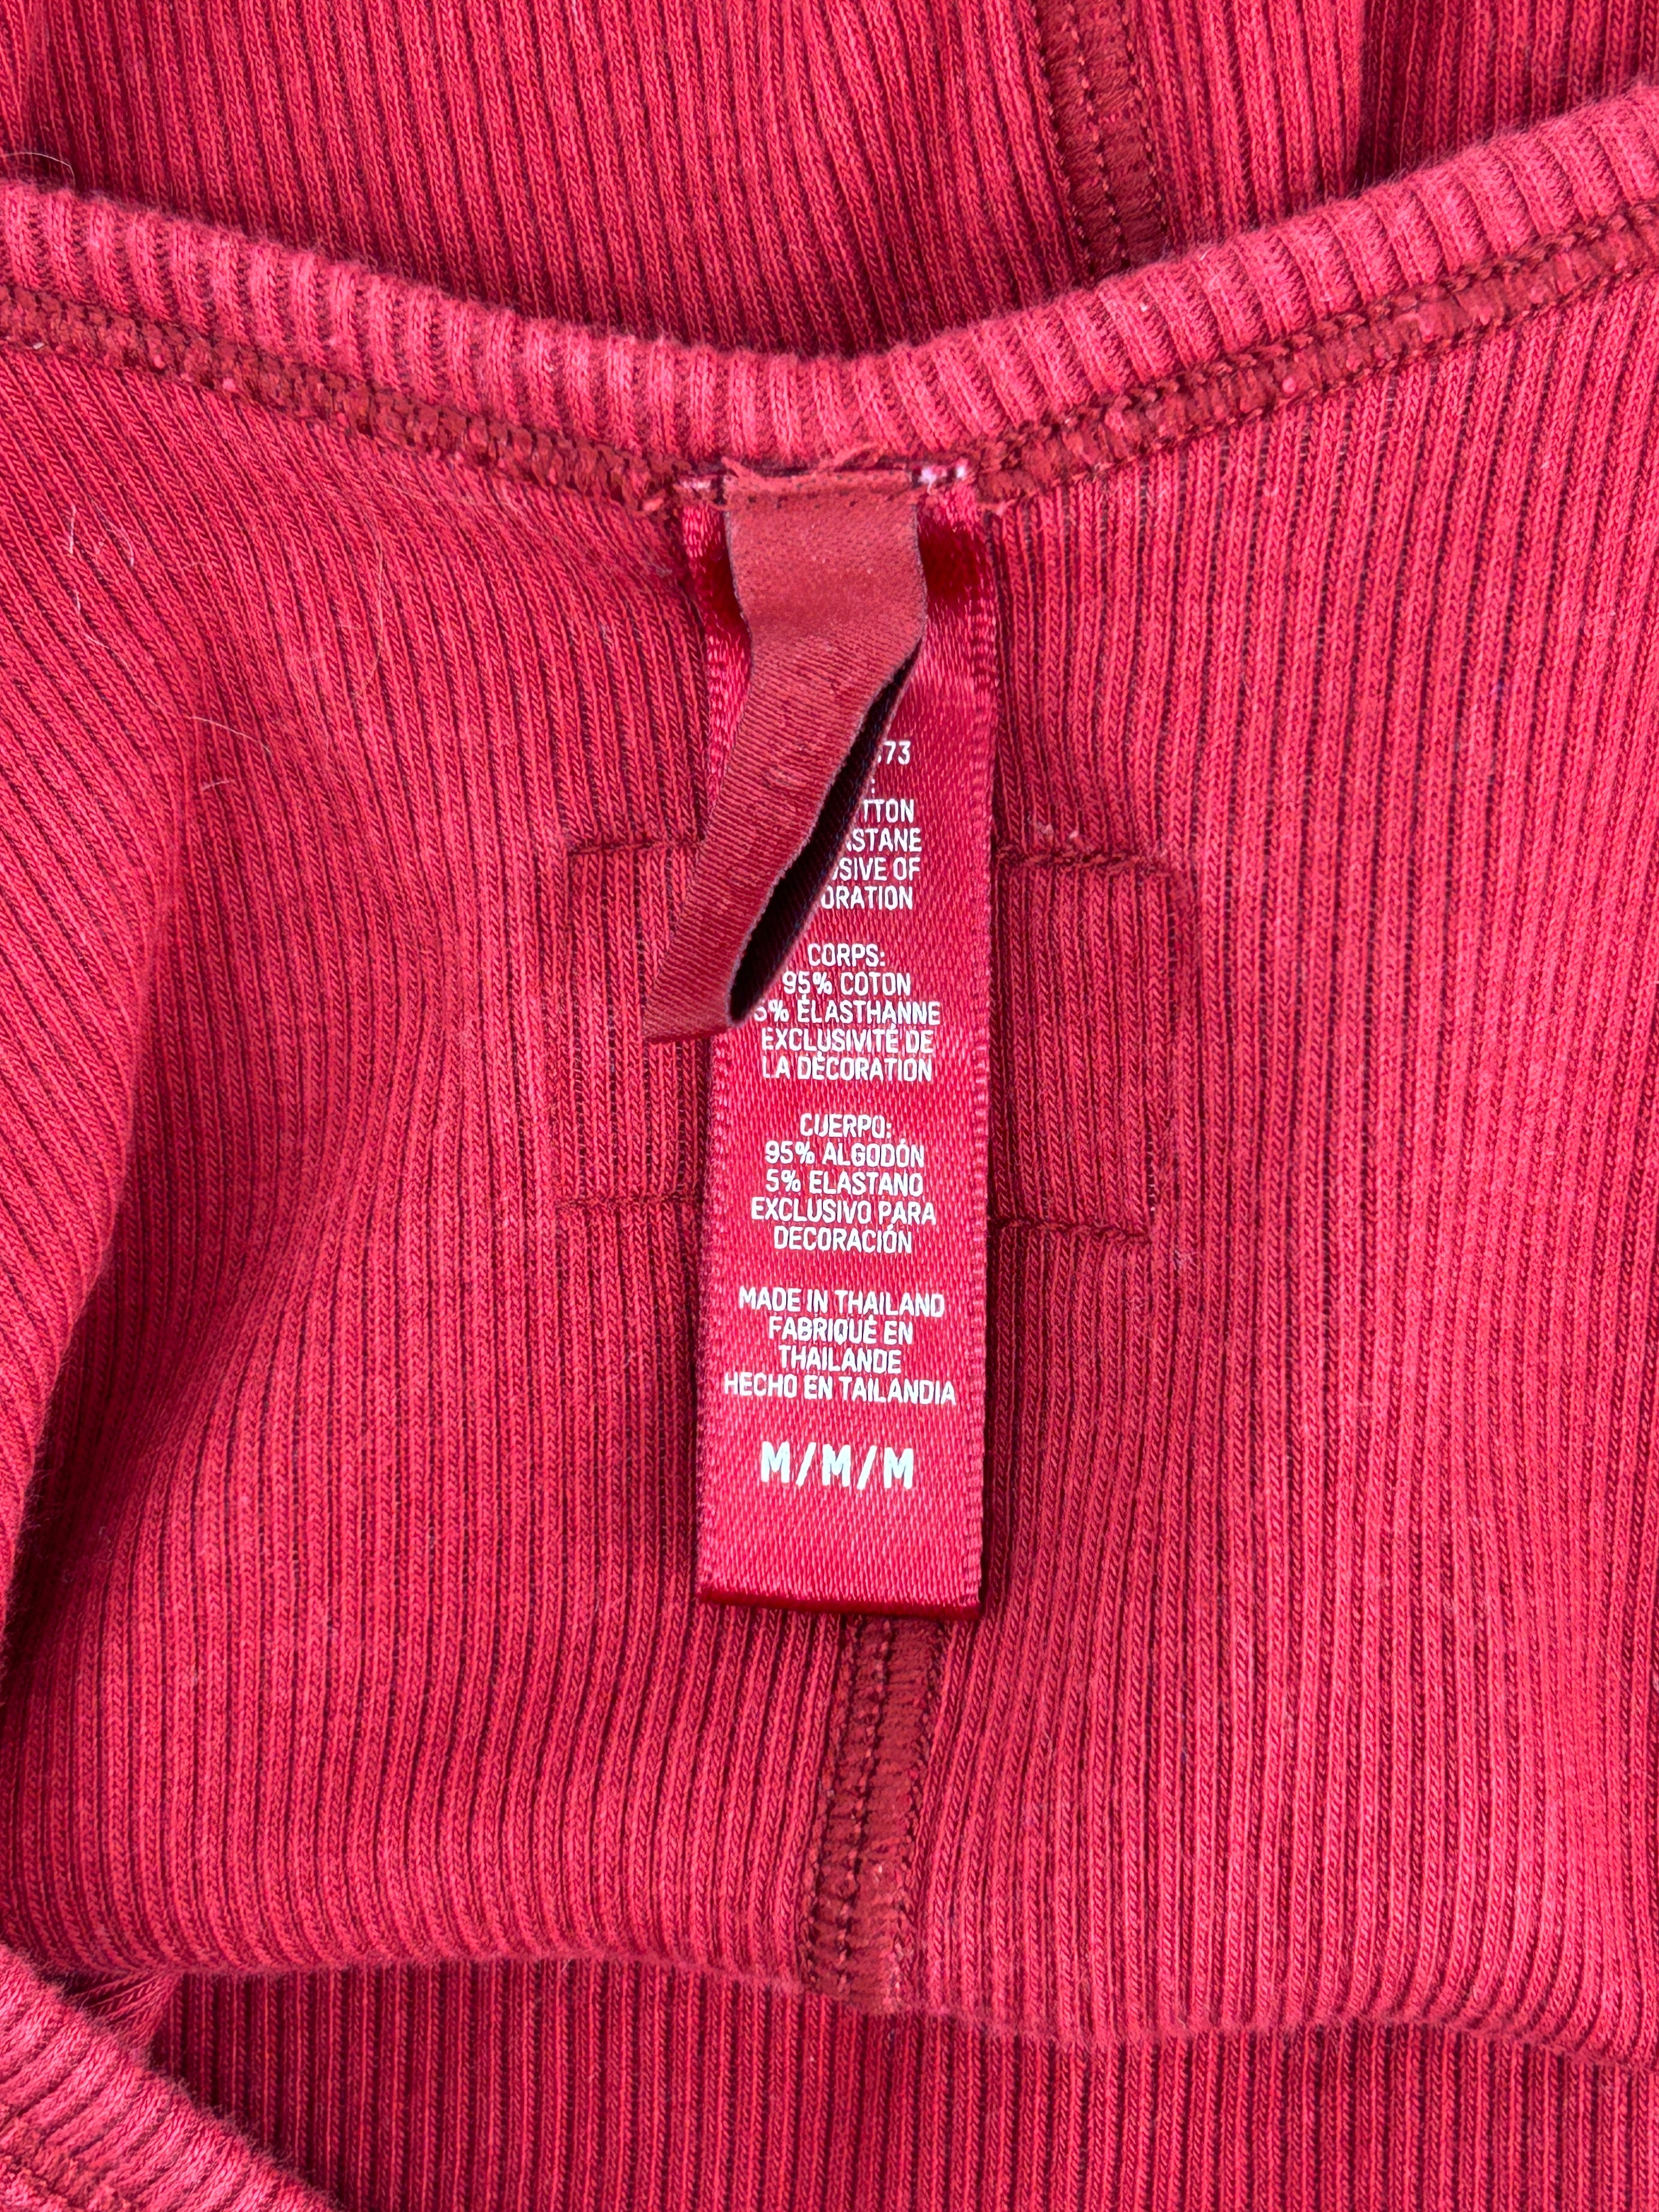 OF
CORPS:
95% COTON
ÉLASTHANNE
EXCLUSIVITÉ DE
LA DÉCORATION
CUERPO:
95% ALGODÓN
5% ELASTANO
EXCLUSIVO PARA
DECORACIÓN
MADE IN THAILAND
FABRIQUÉ EN
THAILANDE
HECHO EN TAILANDIA
M/M/M